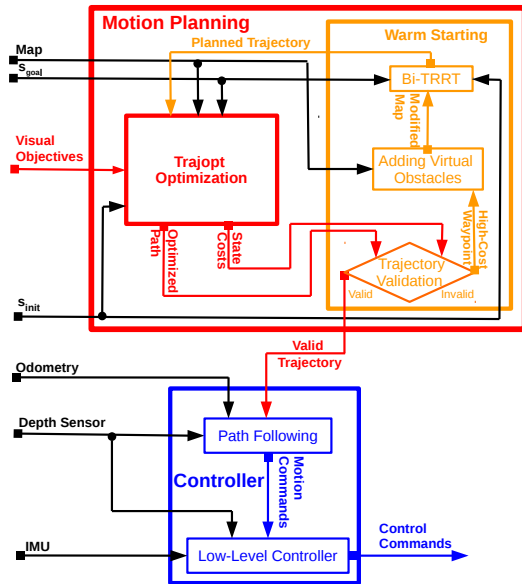 Motion Planning
Warm Starting
Planned Trajectory
Map
s_goal
Bi-TRRT
Modified
Map
Visual
Objectives
Trajopt
Optimization
Adding Virtual
Obstacles
High-Cost
Waypoint
Optimized
Path
State
Costs
Trajectory
Validation
Valid
Invalid
s_init
Valid
Trajectory
Odometry
Depth Sensor
Path Following
Controller
Motion
Commands
IMU
Low-Level Controller
Control
Commands